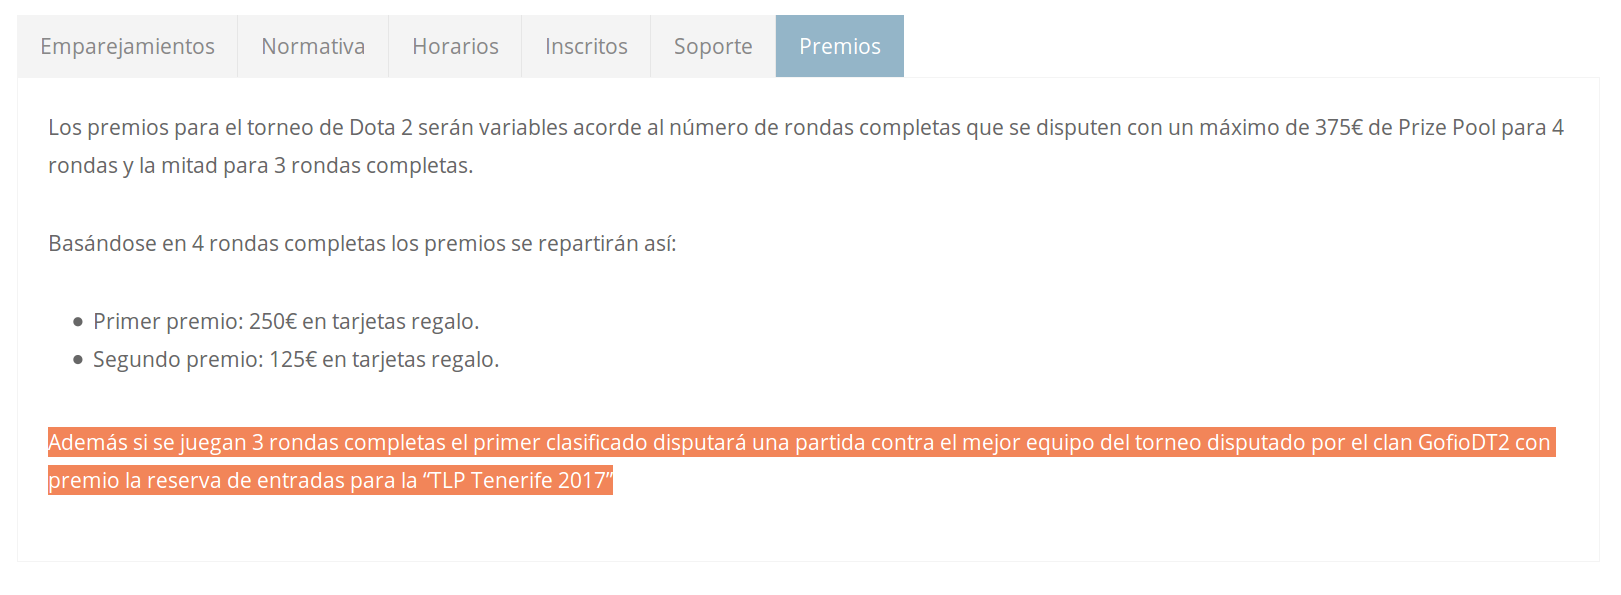 Emparejamientos Normativa Horarios Inscritos Soporte Premios
Los premios para el torneo de Dota 2 serán variables acorde al número de rondas completas que se disputen con un máximo de 375€ de Prize Pool para 4
rondas y la mitad para 3 rondas completas.
Basándose en 4 rondas completas los premios se repartirán así:
● Primer premio: 250€ en tarjetas regalo.
● Segundo premio: 125€ en tarjetas regalo.
Además si se juegan 3 rondas completas el primer clasificado disputará una partida contra el mejor equipo del torneo disputado por el clan GofioDT2 con
premio la reserva de entradas para la “TLP Tenerife 2017”